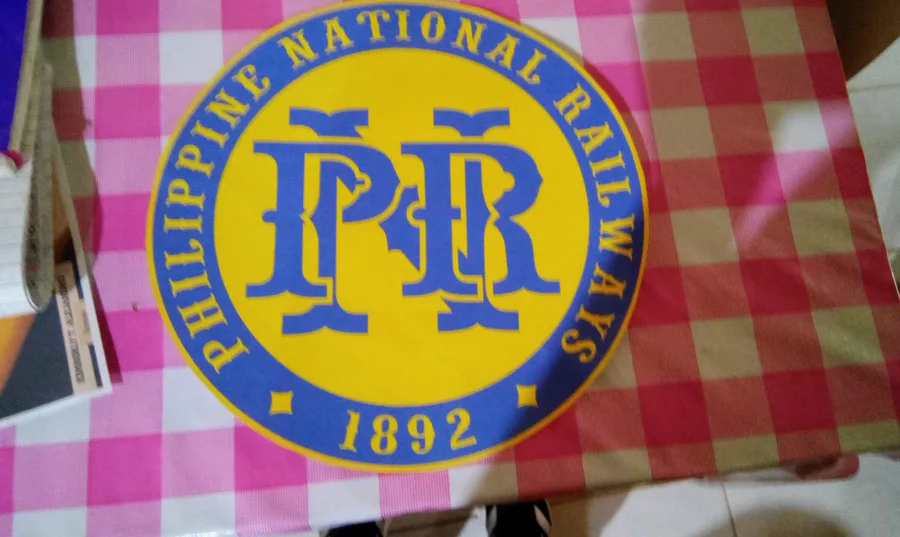 PHILIPPINE NATIONAL RAILWAYS
PNR
1892